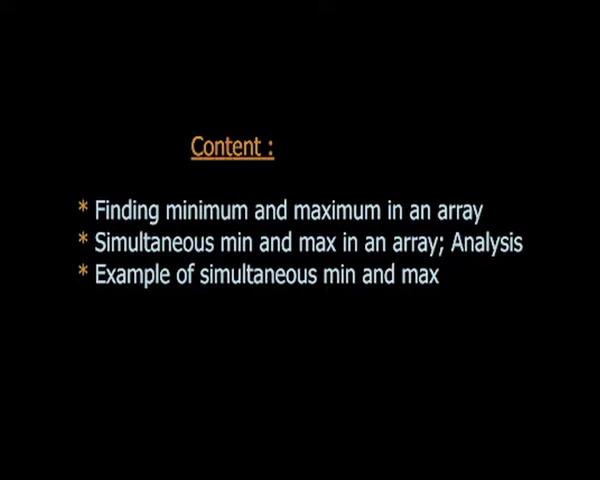 Content :
* Finding minimum and maximum in an array
* Simultaneous min and max in an array; Analysis
* Example of simultaneous min and max